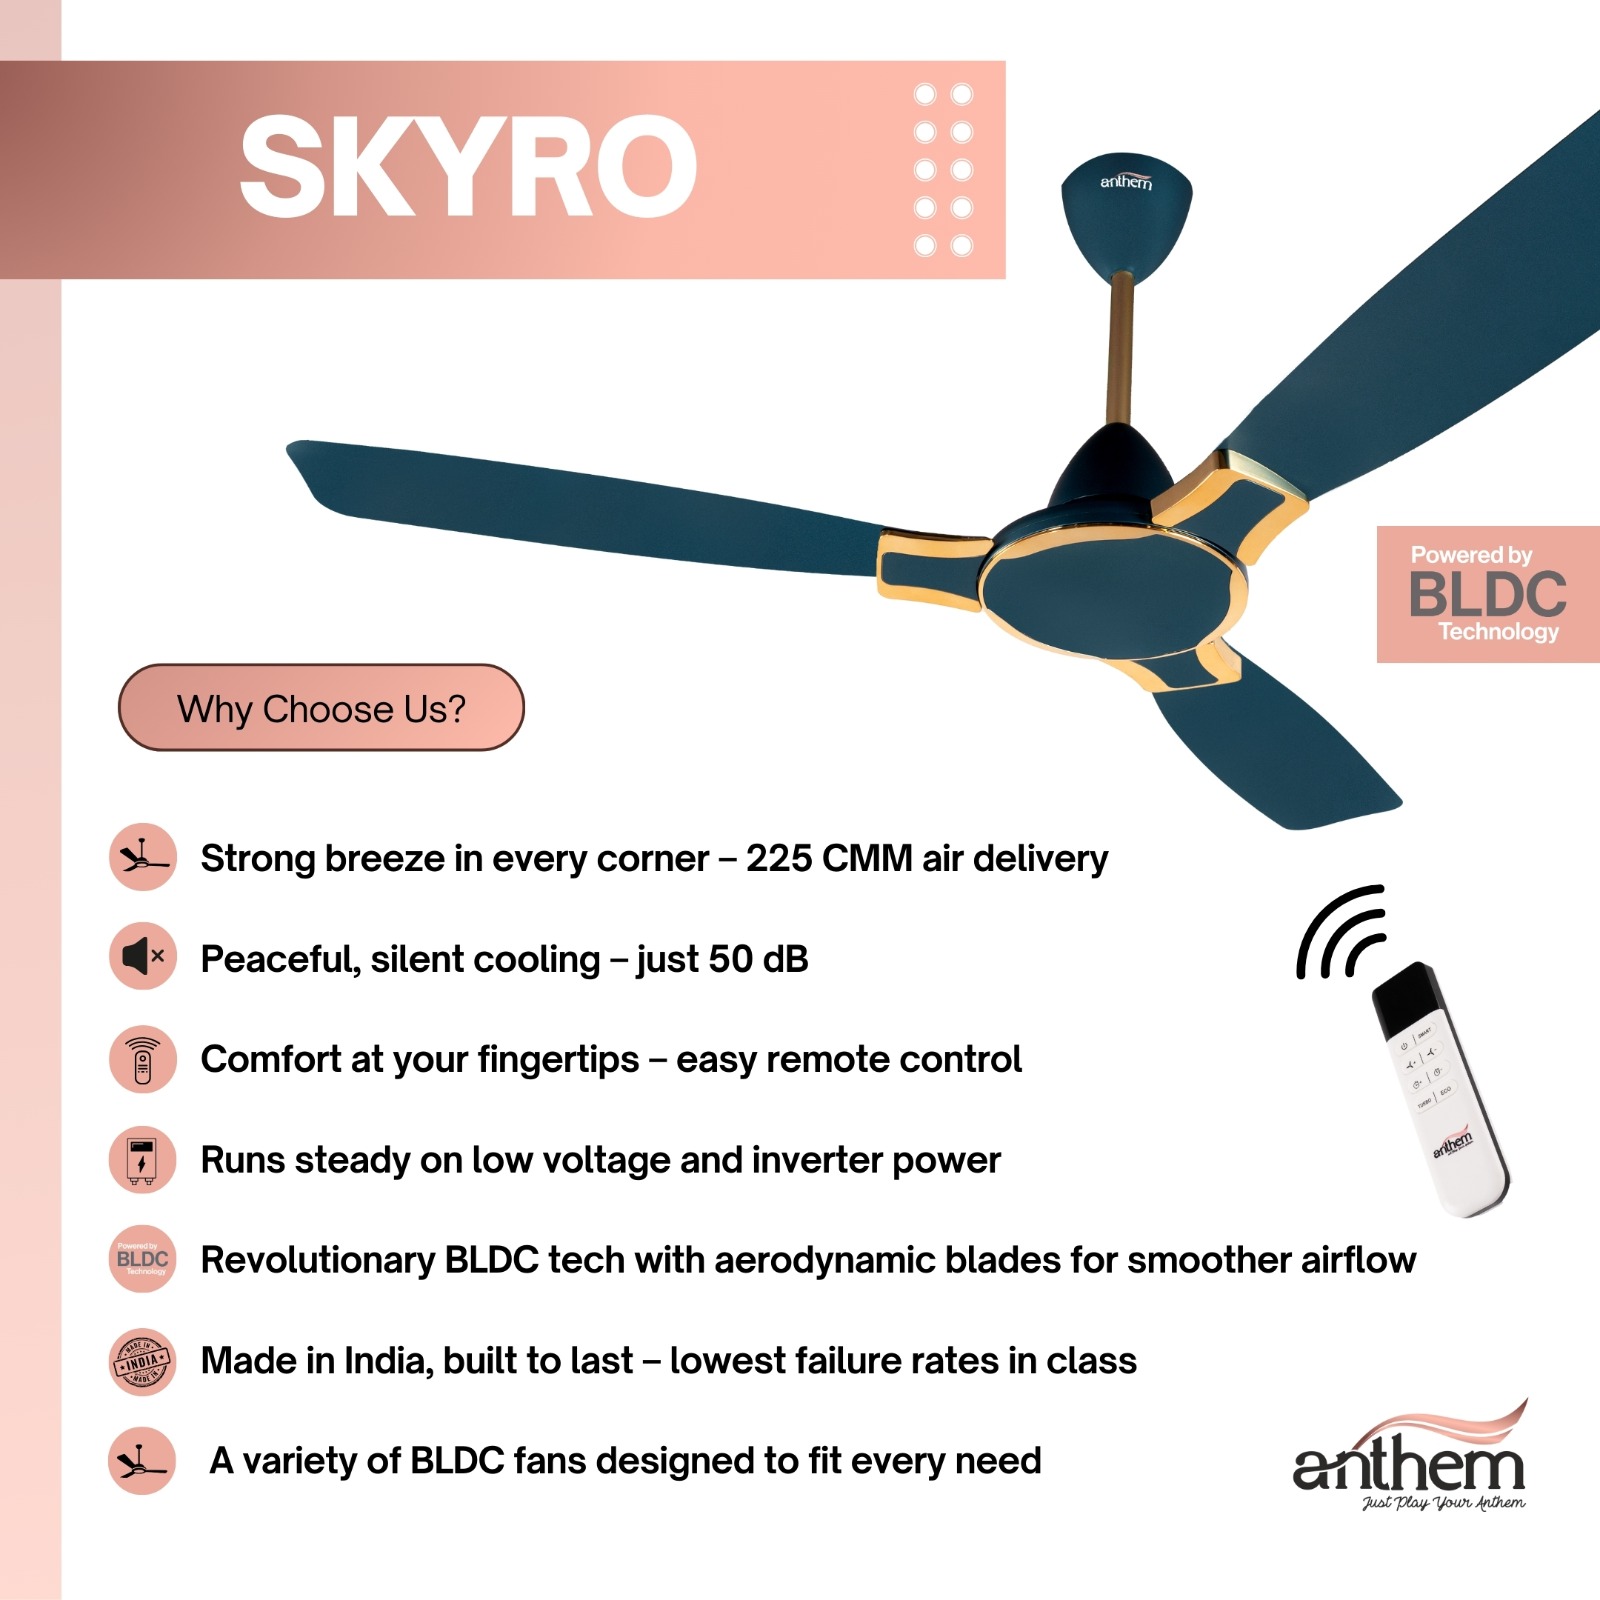 SKYRO
anthem
Powered by
BLDC
Technology
Why Choose Us?
Strong breeze in every corner – 225 CMM air delivery
Peaceful, silent cooling – just 50 dB
Comfort at your fingertips – easy remote control
SMART
TURBO ECO
anthem
Runs steady on low voltage and inverter power
Powered by
BLDC
Technology
Revolutionary BLDC tech with aerodynamic blades for smoother airflow
MADE IN
INDIA
MADE IN
Made in India, built to last – lowest failure rates in class
A variety of BLDC fans designed to fit every need
anthem
Just Play Your Anthem